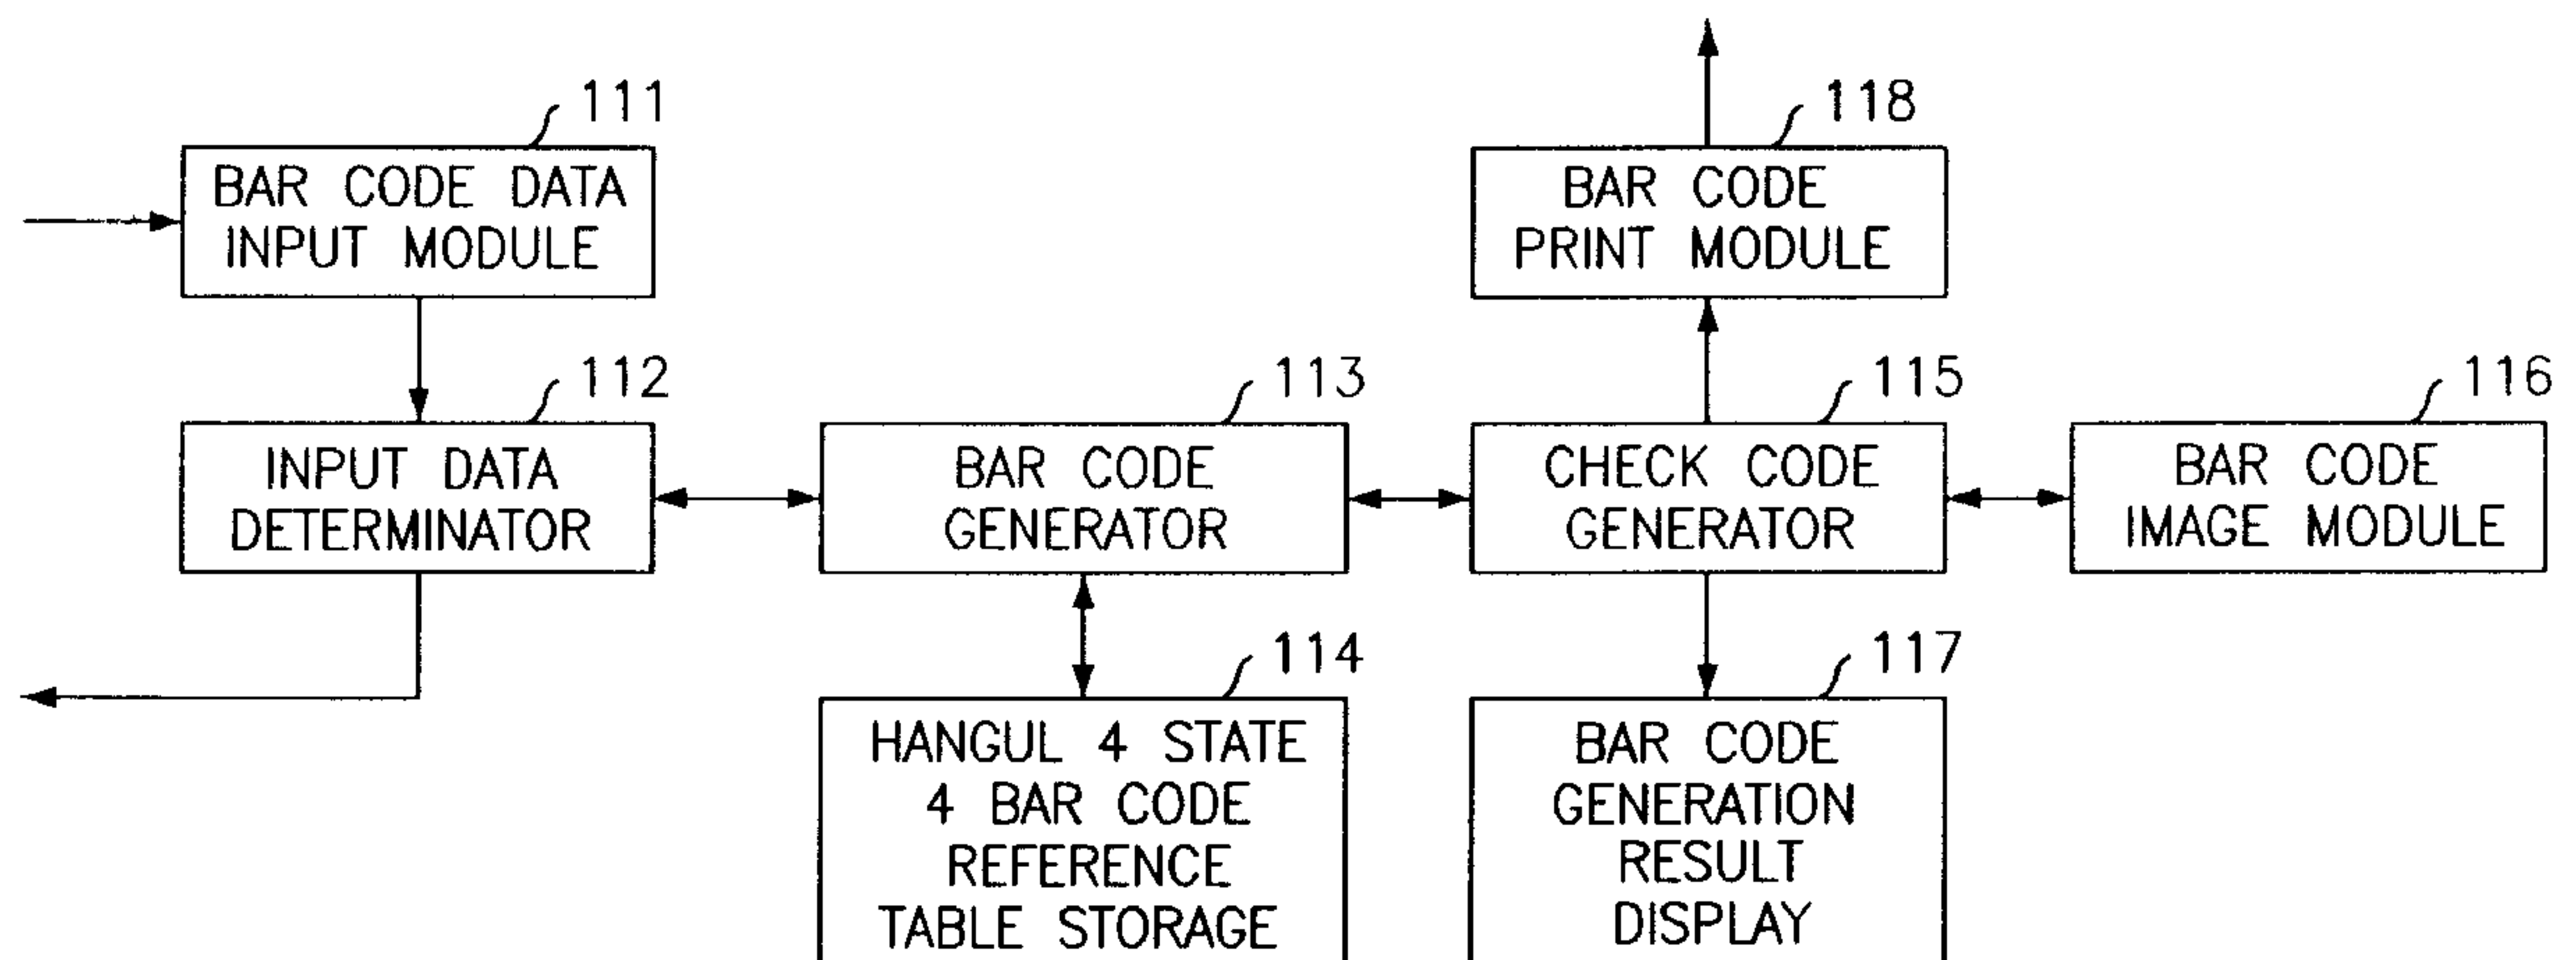 111
BAR CODE DATA
INPUT MODULE
118
BAR CODE
PRINT MODULE
112
INPUT DATA
DETERMINATOR
113
BAR CODE
GENERATOR
115
CHECK CODE
GENERATOR
116
BAR CODE
IMAGE MODULE
114
HANGUL 4 STATE
4 BAR CODE
REFERENCE
TABLE STORAGE
117
BAR CODE
GENERATION
RESULT
DISPLAY